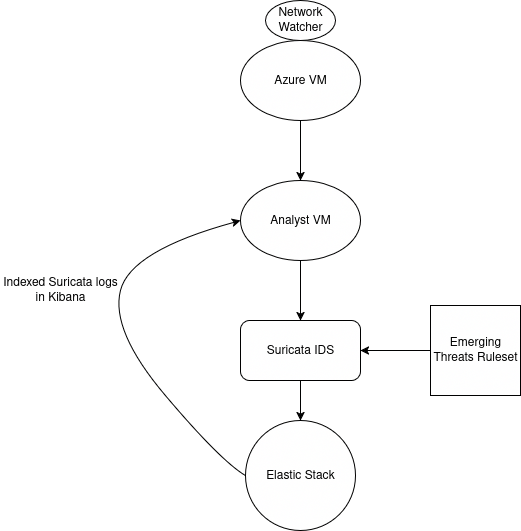 Network
Watcher
Azure VM
Analyst VM
Indexed Suricata logs
in Kibana
Suricata IDS
Emerging
Threats Ruleset
Elastic Stack